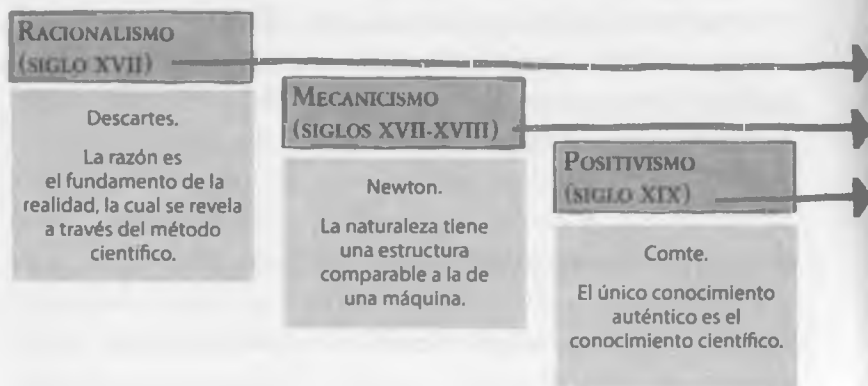 RACIONALISMO
(SIGLO XVII)
Descartes.
La razón es
el fundamento de la
realidad, la cual se revela
a través del método
científico.
MECANICISMO
(SIGLOS XVII-XVIII)
Newton.
La naturaleza tiene
una estructura
comparable a la de
una máquina.
POSITIVISMO
(SIGLO XIX)
Comte.
El único conocimiento
auténtico es el
conocimiento científico.